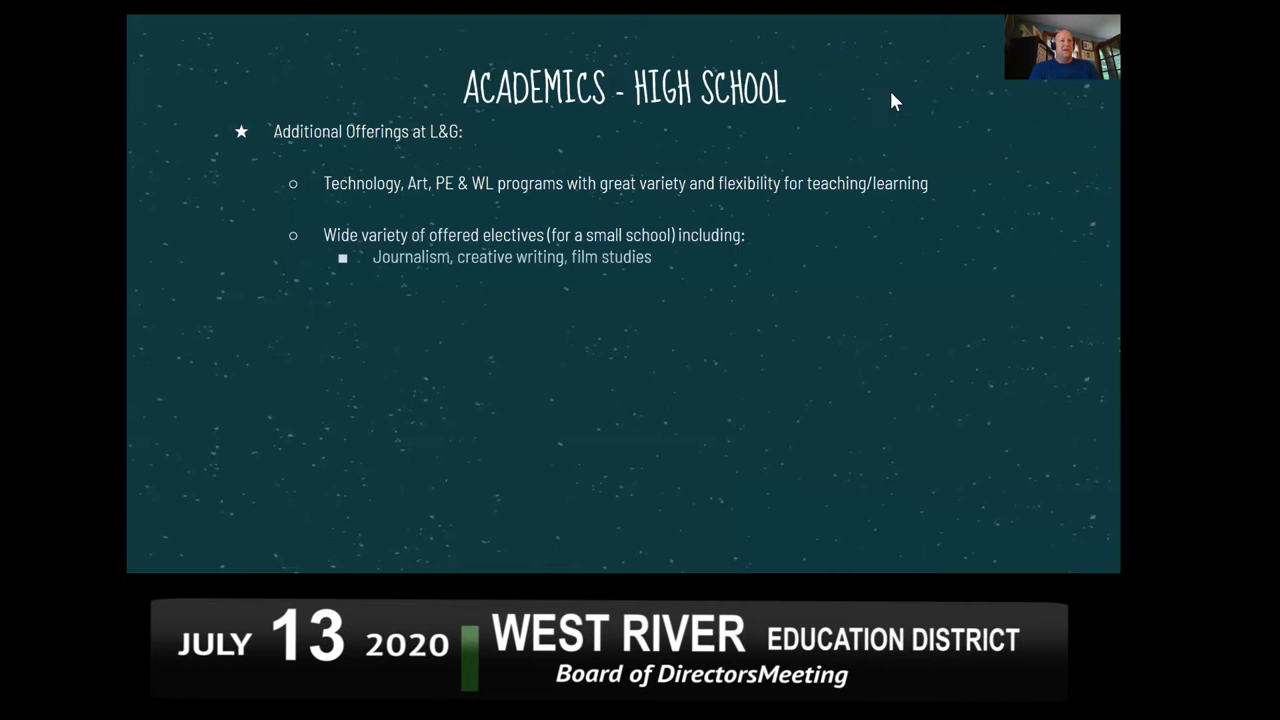 ACADEMICS - HIGH SCHOOL
★ Additional Offerings at L&G:
○ Technology, Art, PE & WL programs with great variety and flexibility for teaching/learning
○ Wide variety of offered electives (for a small school) including:
■ Journalism, creative writing, film studies
JULY 13 2020 WEST RIVER EDUCATION DISTRICT
Board of DirectorsMeeting